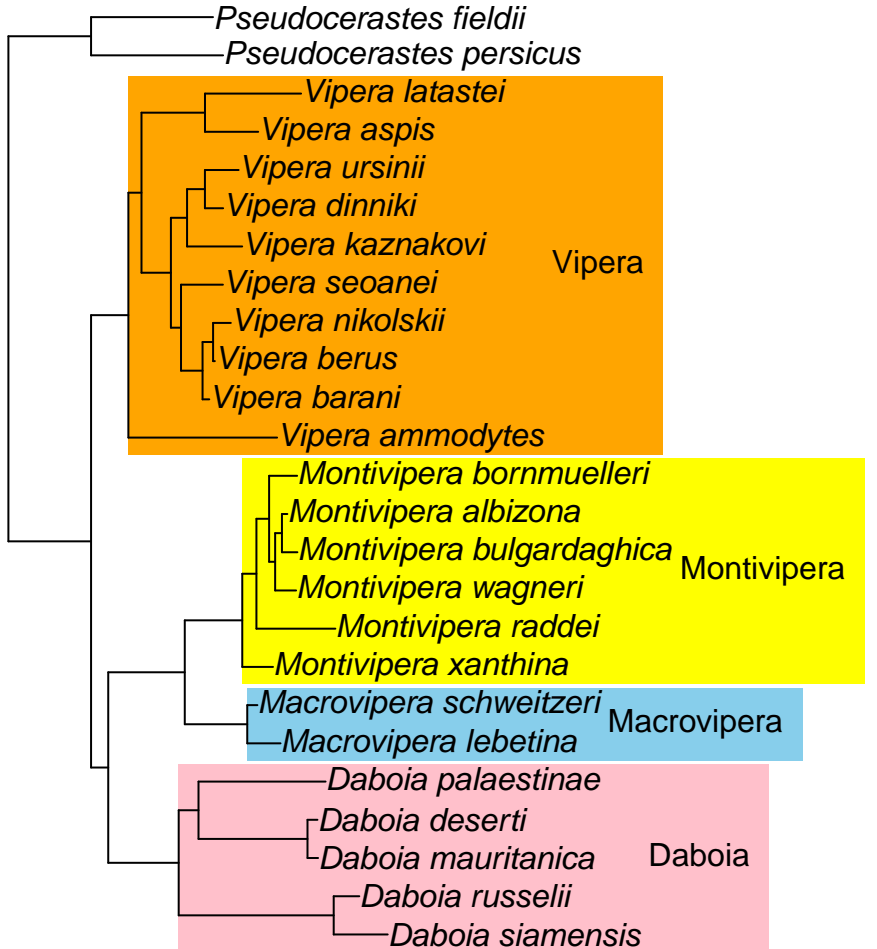 Pseudocerastes fieldii
Pseudocerastes persicus
Vipera latastei
Vipera aspis
Vipera ursinii
Vipera dinniki
Vipera kaznakovi
Vipera
Vipera seoanei
Vipera nikolskii
Vipera berus
Vipera barani
Vipera ammodytes
Montivipera bornmuelleri
Montivipera albizona
Montivipera bulgardaghica
Montivipera
Montivipera wagneri
Montivipera raddei
Montivipera xanthina
Macrovipera schweitzeri
Macrovipera
Macrovipera lebetina
Daboia palaestinae
Daboia deserti
Daboia mauritanica
Daboia
Daboia russelii
Daboia siamensis